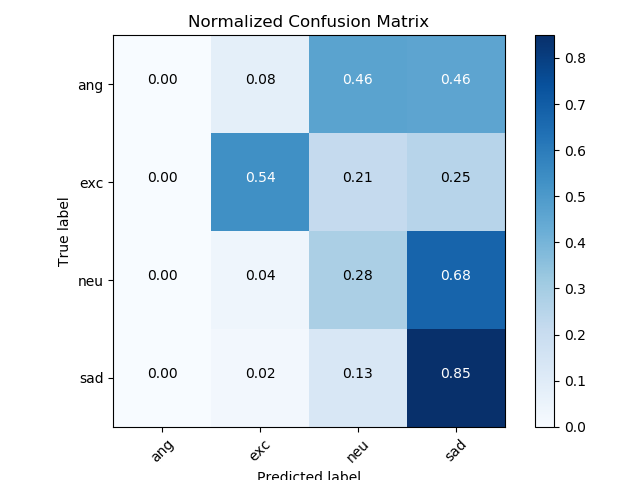 Normalized Confusion Matrix
True label
ang 0.00 0.08 0.46 0.46
exc 0.00 0.54 0.21 0.25
neu 0.00 0.04 0.28 0.68
sad 0.00 0.02 0.13 0.85
ang exc neu sad
Predicted label
0.8
0.7
0.6
0.5
0.4
0.3
0.2
0.1
0.0